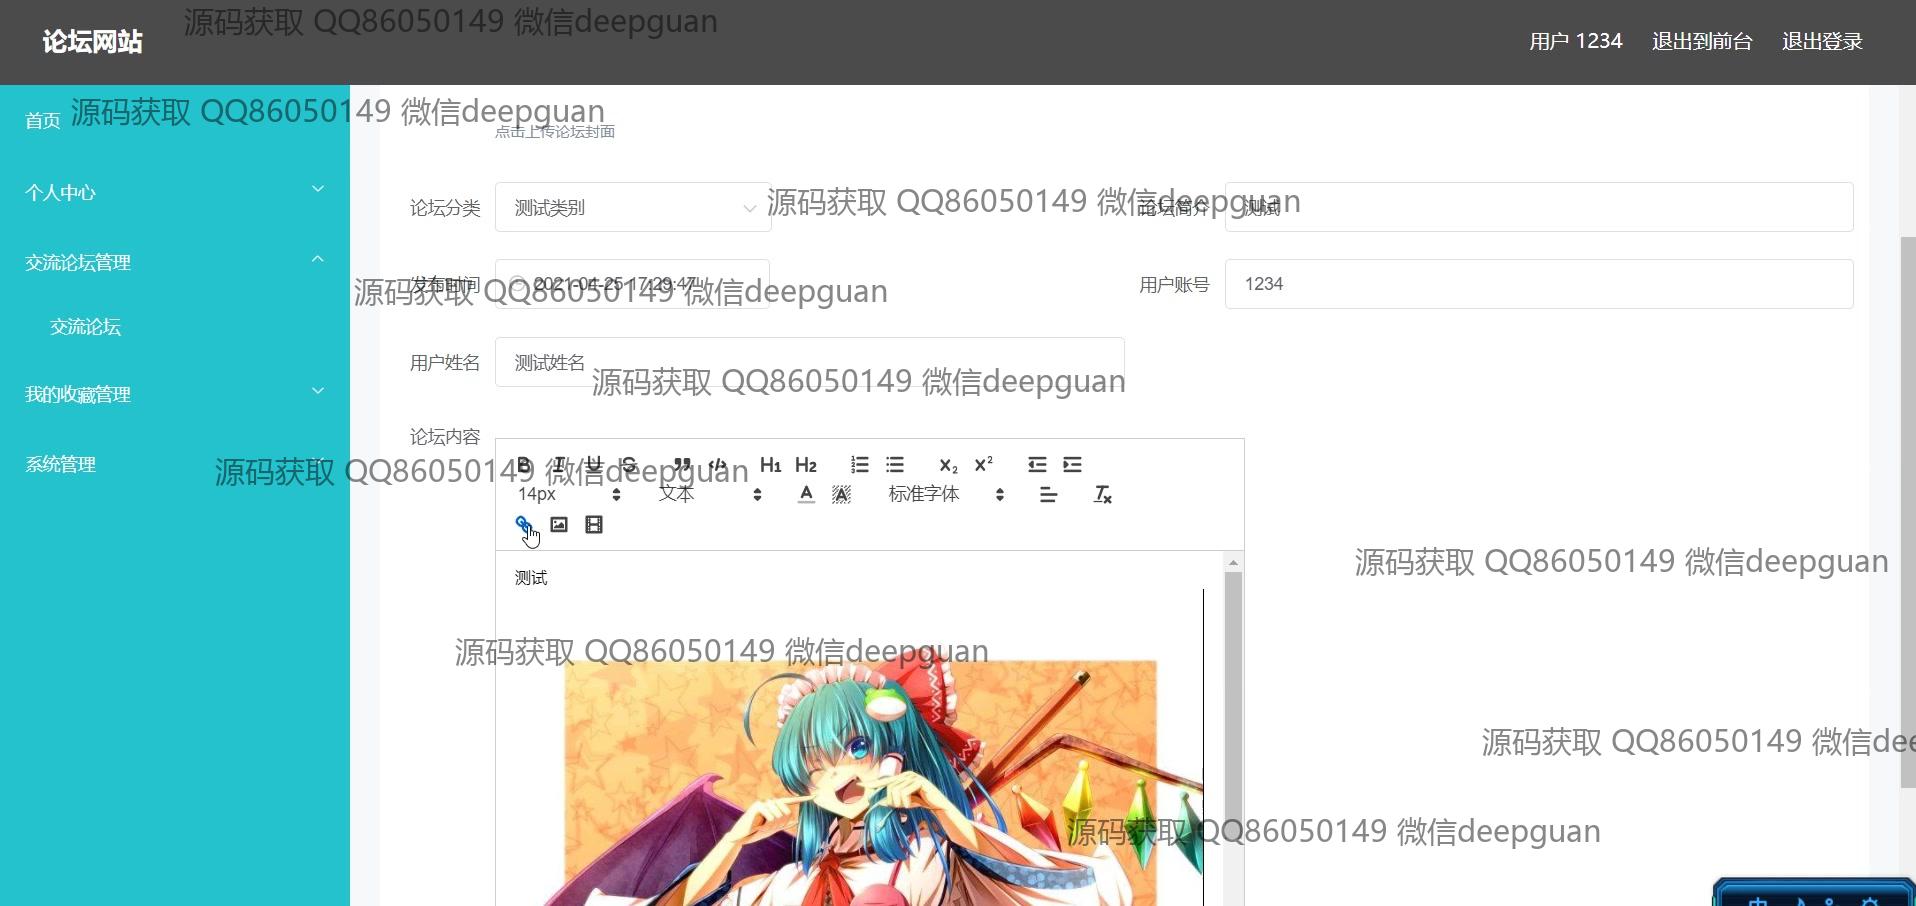 论坛网站
源码获取 QQ86050149 微信deepguan
用户 1234
退出到前台
退出登录
首页
源码获取 QQ86050149 微信deepguan
点击上传论坛封面
个人中心
论坛分类
测试类别
源码获取 QQ86050149 微信deepguan
论坛简介
测试
交流论坛管理
发布时间
2021-04-25 17:29:47
源码获取 QQ86050149 微信deepguan
用户账号
1234
交流论坛
用户姓名
测试姓名
源码获取 QQ86050149 微信deepguan
我的收藏管理
论坛内容
系统管理
源码获取 QQ86050149 微信deepguan
B I U S H1 H2 X2 X2
14px 文本 A A 标准字体 Tx
测试
源码获取 QQ86050149 微信deepguan
源码获取 QQ86050149 微信deepguan
源码获取 QQ86050149 微信dee
源码获取 QQ86050149 微信deepguan